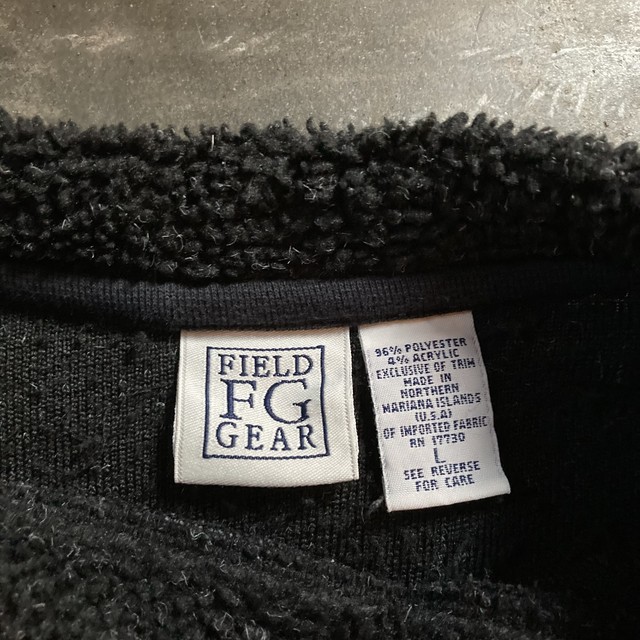 FIELD
FG
GEAR
96% POLYESTER
4% ACRYLIC
EXCLUSIVE OF TRIM
MADE IN
NORTHERN
MARIANA ISLANDS
(U.S.A)
OF IMPORTED FABRIC
RN 17730
L
SEE REVERSE
FOR CARE